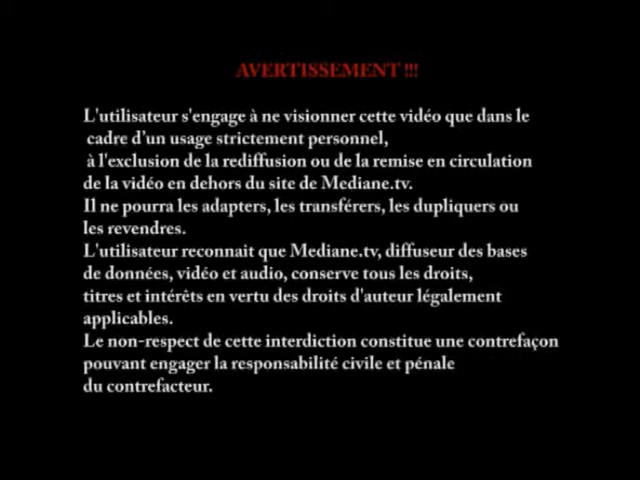 AVERTISSEMENT !!!
L'utilisateur s'engage à ne visionner cette vidéo que dans le
cadre d’un usage strictement personnel,
à l'exclusion de la rediffusion ou de la remise en circulation
de la vidéo en dehors du site de Mediane.tv.
Il ne pourra les adapters, les transférers, les dupliquers ou
les revendres.
L'utilisateur reconnait que Mediane.tv, diffuseur des bases
de données, vidéo et audio, conserve tous les droits,
titres et intérêts en vertu des droits d'auteur légalement
applicables.
Le non-respect de cette interdiction constitue une contrefaçon
pouvant engager la responsabilité civile et pénale
du contrefacteur.